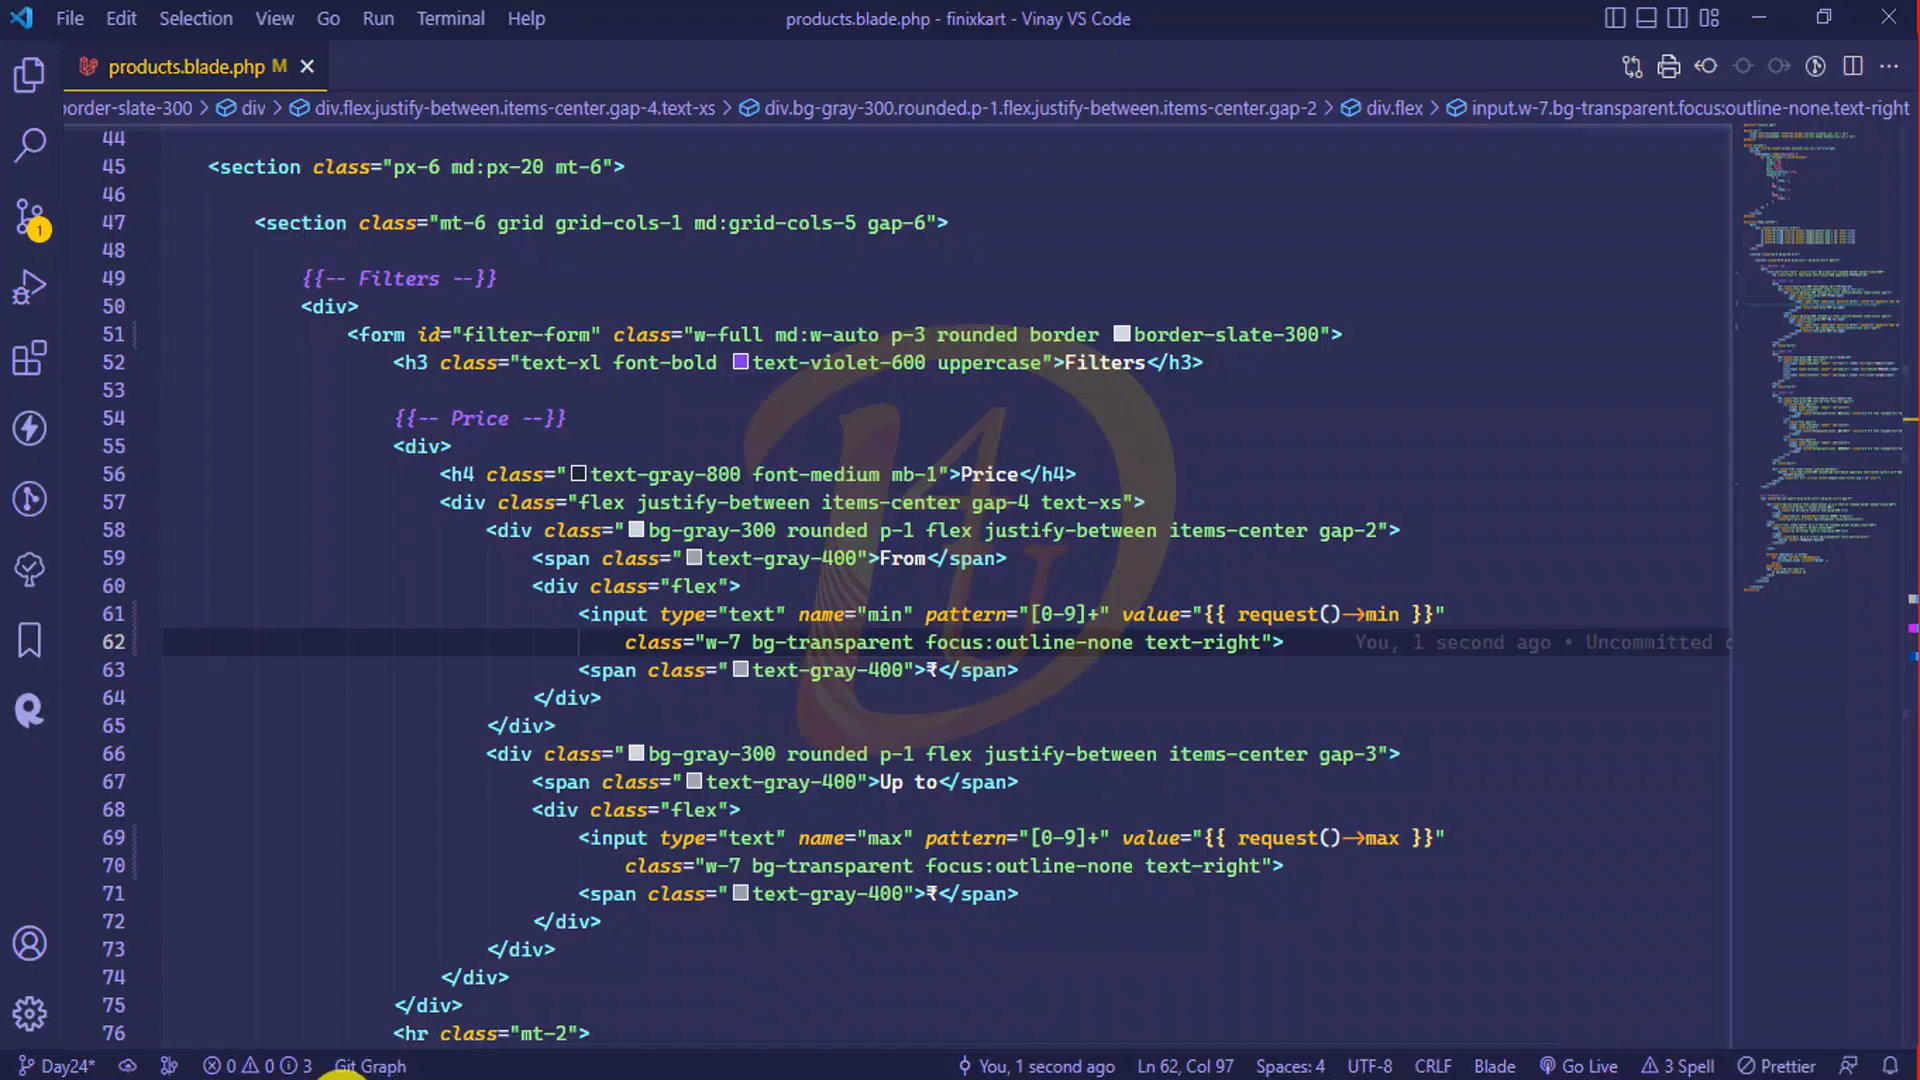 File Edit Selection View Go Run Terminal Help
products.blade.php - finixkart - Vinay VS Code
products.blade.php M
border-slate-300 > div > div.flex.justify-between.items-center.gap-4.text-xs > div.bg-gray-300.rounded.p-1.flex.justify-between.items-center.gap-2 > div.flex > input.w-7.bg-transparent.focus:outline-none.text-right
44
45 <section class="px-6 md:px-20 mt-6">
46
47 <section class="mt-6 grid grid-cols-1 md:grid-cols-5 gap-6">
48
49 {{-- Filters --}}
50 <div>
51 <form id="filter-form" class="w-full md:w-auto p-3 rounded border border-slate-300">
52 <h3 class="text-xl font-bold text-violet-600 uppercase">Filters</h3>
53
54 {{-- Price --}}
55 <div>
56 <h4 class="text-gray-800 font-medium mb-1">Price</h4>
57 <div class="flex justify-between items-center gap-4 text-xs">
58 <div class="bg-gray-300 rounded p-1 flex justify-between items-center gap-2">
59 <span class="text-gray-400">From</span>
60 <div class="flex">
61 <input type="text" name="min" pattern="[0-9]+" value="{{ request()->min }}"
62 class="w-7 bg-transparent focus:outline-none text-right"> You, 1 second ago • Uncommitted c
63 <span class="text-gray-400">₹</span>
64 </div>
65 </div>
66 <div class="bg-gray-300 rounded p-1 flex justify-between items-center gap-3">
67 <span class="text-gray-400">Up to</span>
68 <div class="flex">
69 <input type="text" name="max" pattern="[0-9]+" value="{{ request()->max }}"
70 class="w-7 bg-transparent focus:outline-none text-right">
71 <span class="text-gray-400">₹</span>
72 </div>
73 </div>
74 </div>
75 </div>
76 <hr class="mt-2">
1
Day24* 0 0 3 Git Graph You, 1 second ago Ln 62, Col 97 Spaces: 4 UTF-8 CRLF Blade Go Live 3 Spell Prettier